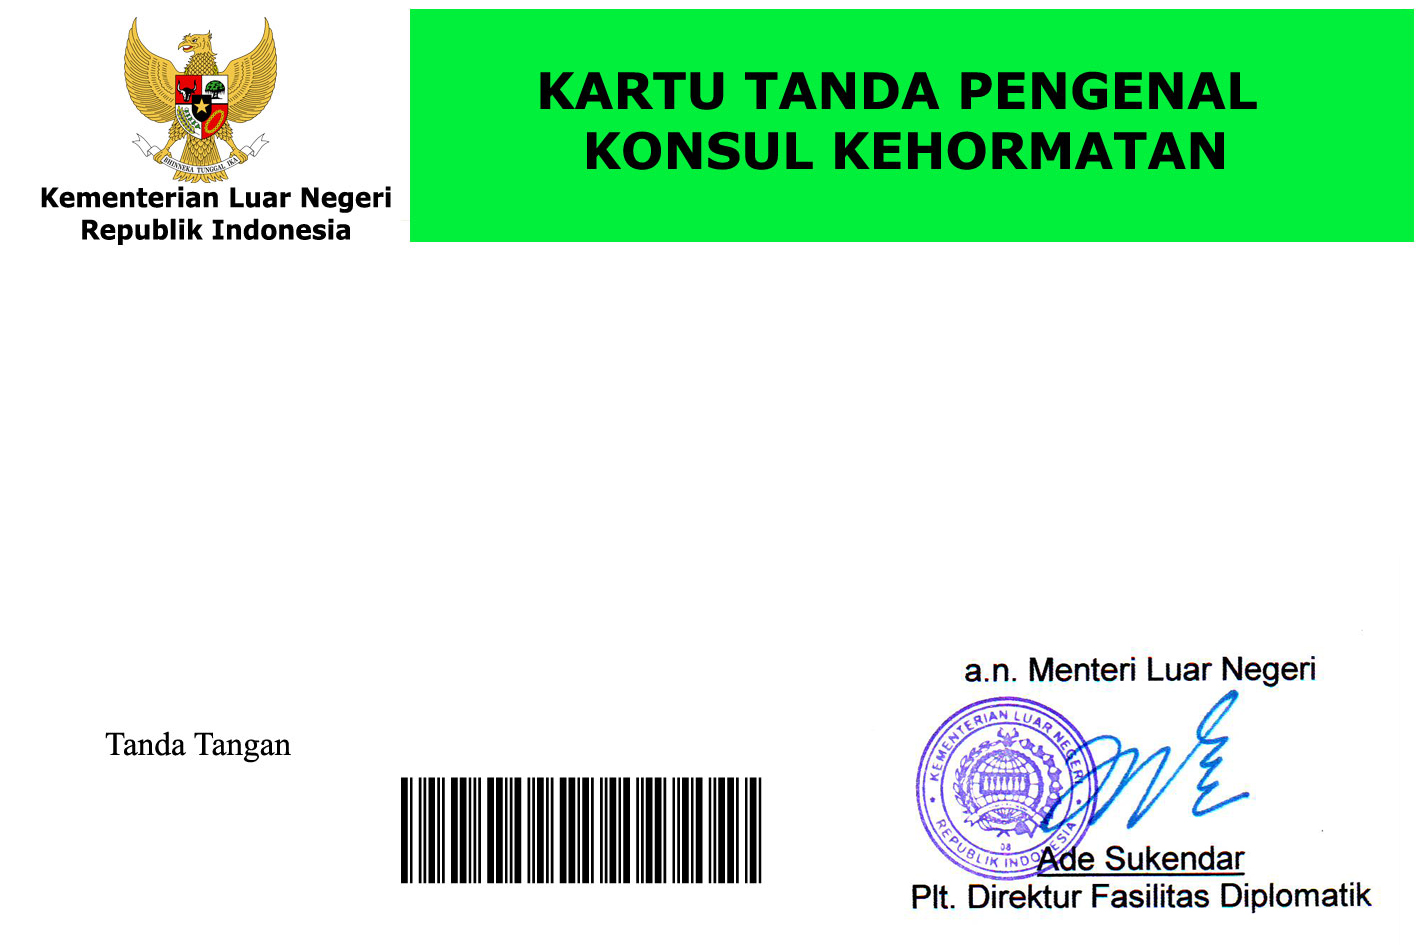 BHINNEKA TUNGGAL IKA
Kementerian Luar Negeri
Republik Indonesia
KARTU TANDA PENGENAL
KONSUL KEHORMATAN
a.n. Menteri Luar Negeri
Tanda Tangan
KEMENTERIAN LUAR NEGERI
08
REPUBLIK INDONESIA
Ade Sukendar
Plt. Direktur Fasilitas Diplomatik